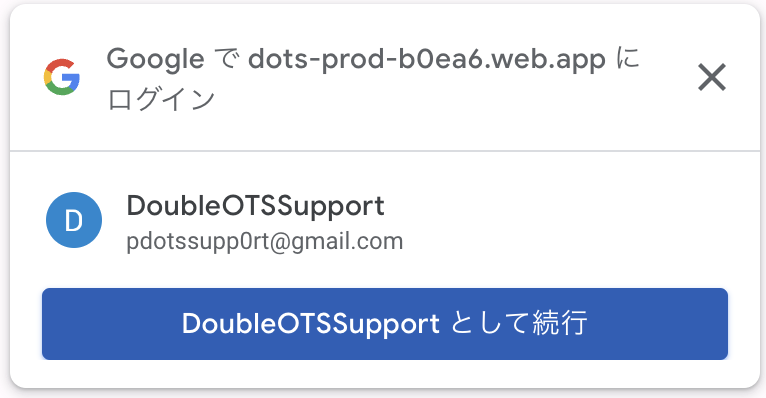 Google で dots-prod-b0ea6.web.app に
ログイン
D
DoubleOTSSupport
pdotssupp0rt@gmail.com
DoubleOTSSupport として続行